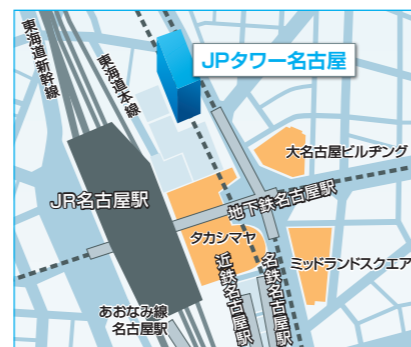 東海道新幹線
東海道本線
JPタワー名古屋
大名古屋ビルヂング
JR名古屋駅
地下鉄名古屋駅
タカシマヤ
近鉄名古屋駅
名鉄名古屋駅
ミッドランドスクエア
あおなみ線
名古屋駅